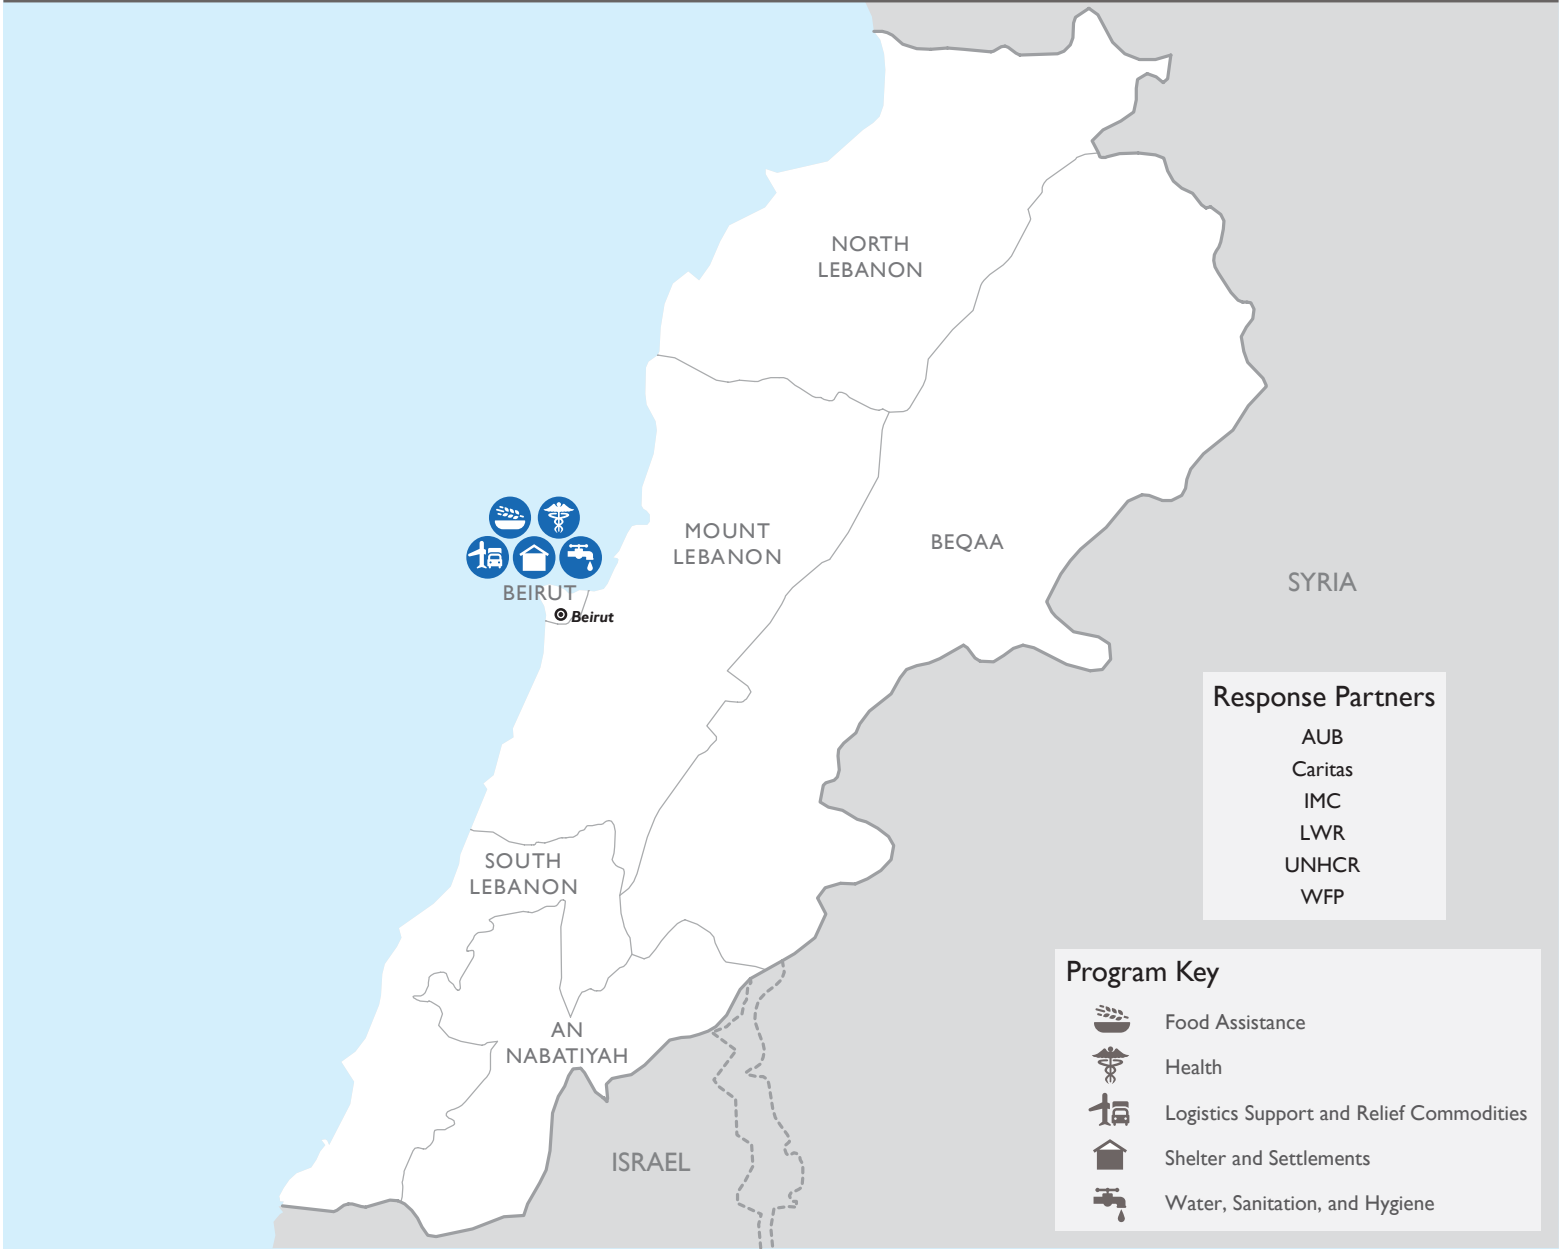 NORTH
LEBANON
MOUNT
LEBANON
BEQAA
SYRIA
BEIRUT
Beirut
SOUTH
LEBANON
AN
NABATIYAH
ISRAEL
Response Partners
AUB
Caritas
IMC
LWR
UNHCR
WFP
Program Key
Food Assistance
Health
Logistics Support and Relief Commodities
Shelter and Settlements
Water, Sanitation, and Hygiene